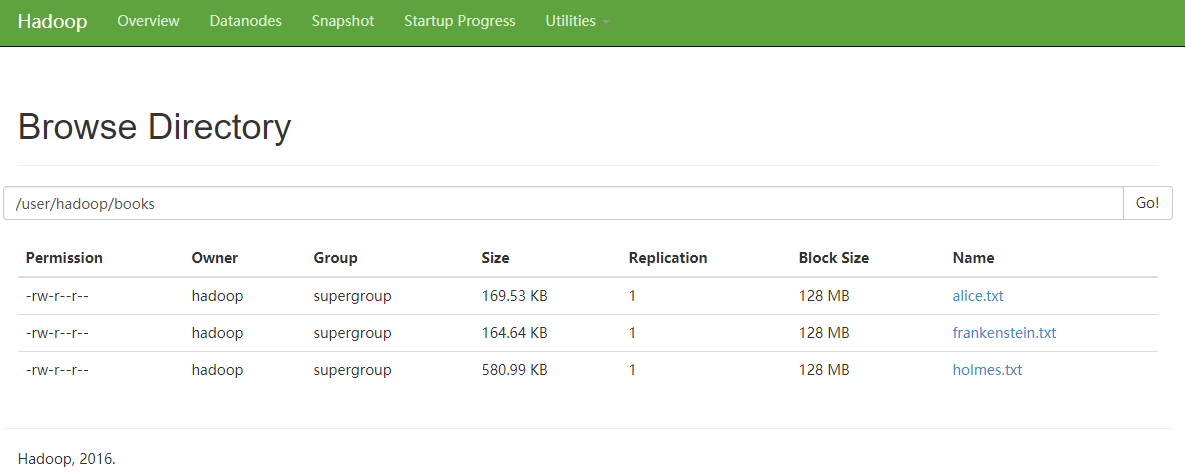 Hadoop Overview Datanodes Snapshot Startup Progress Utilities
Browse Directory
/user/hadoop/books Go!
Permission Owner Group Size Replication Block Size Name
-rw-r--r-- hadoop supergroup 169.53 KB 1 128 MB alice.txt
-rw-r--r-- hadoop supergroup 164.64 KB 1 128 MB frankenstein.txt
-rw-r--r-- hadoop supergroup 580.99 KB 1 128 MB holmes.txt
Hadoop, 2016.